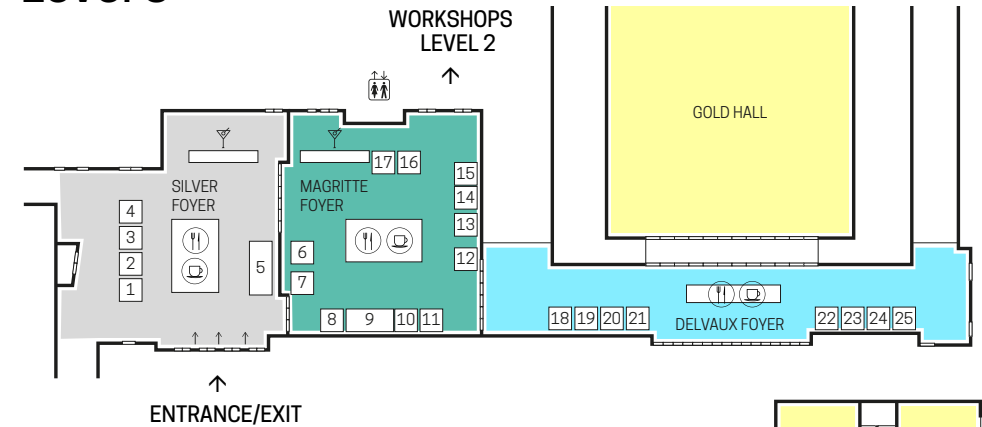 WORKSHOPS
LEVEL 2
GOLD HALL
SILVER
FOYER
MAGRITTE
FOYER
17 16
15
14
13
12
4
3
2
1
5
6
7
8 9 10 11
18 19 20 21
DELVAUX FOYER
22 23 24 25
ENTRANCE/EXIT